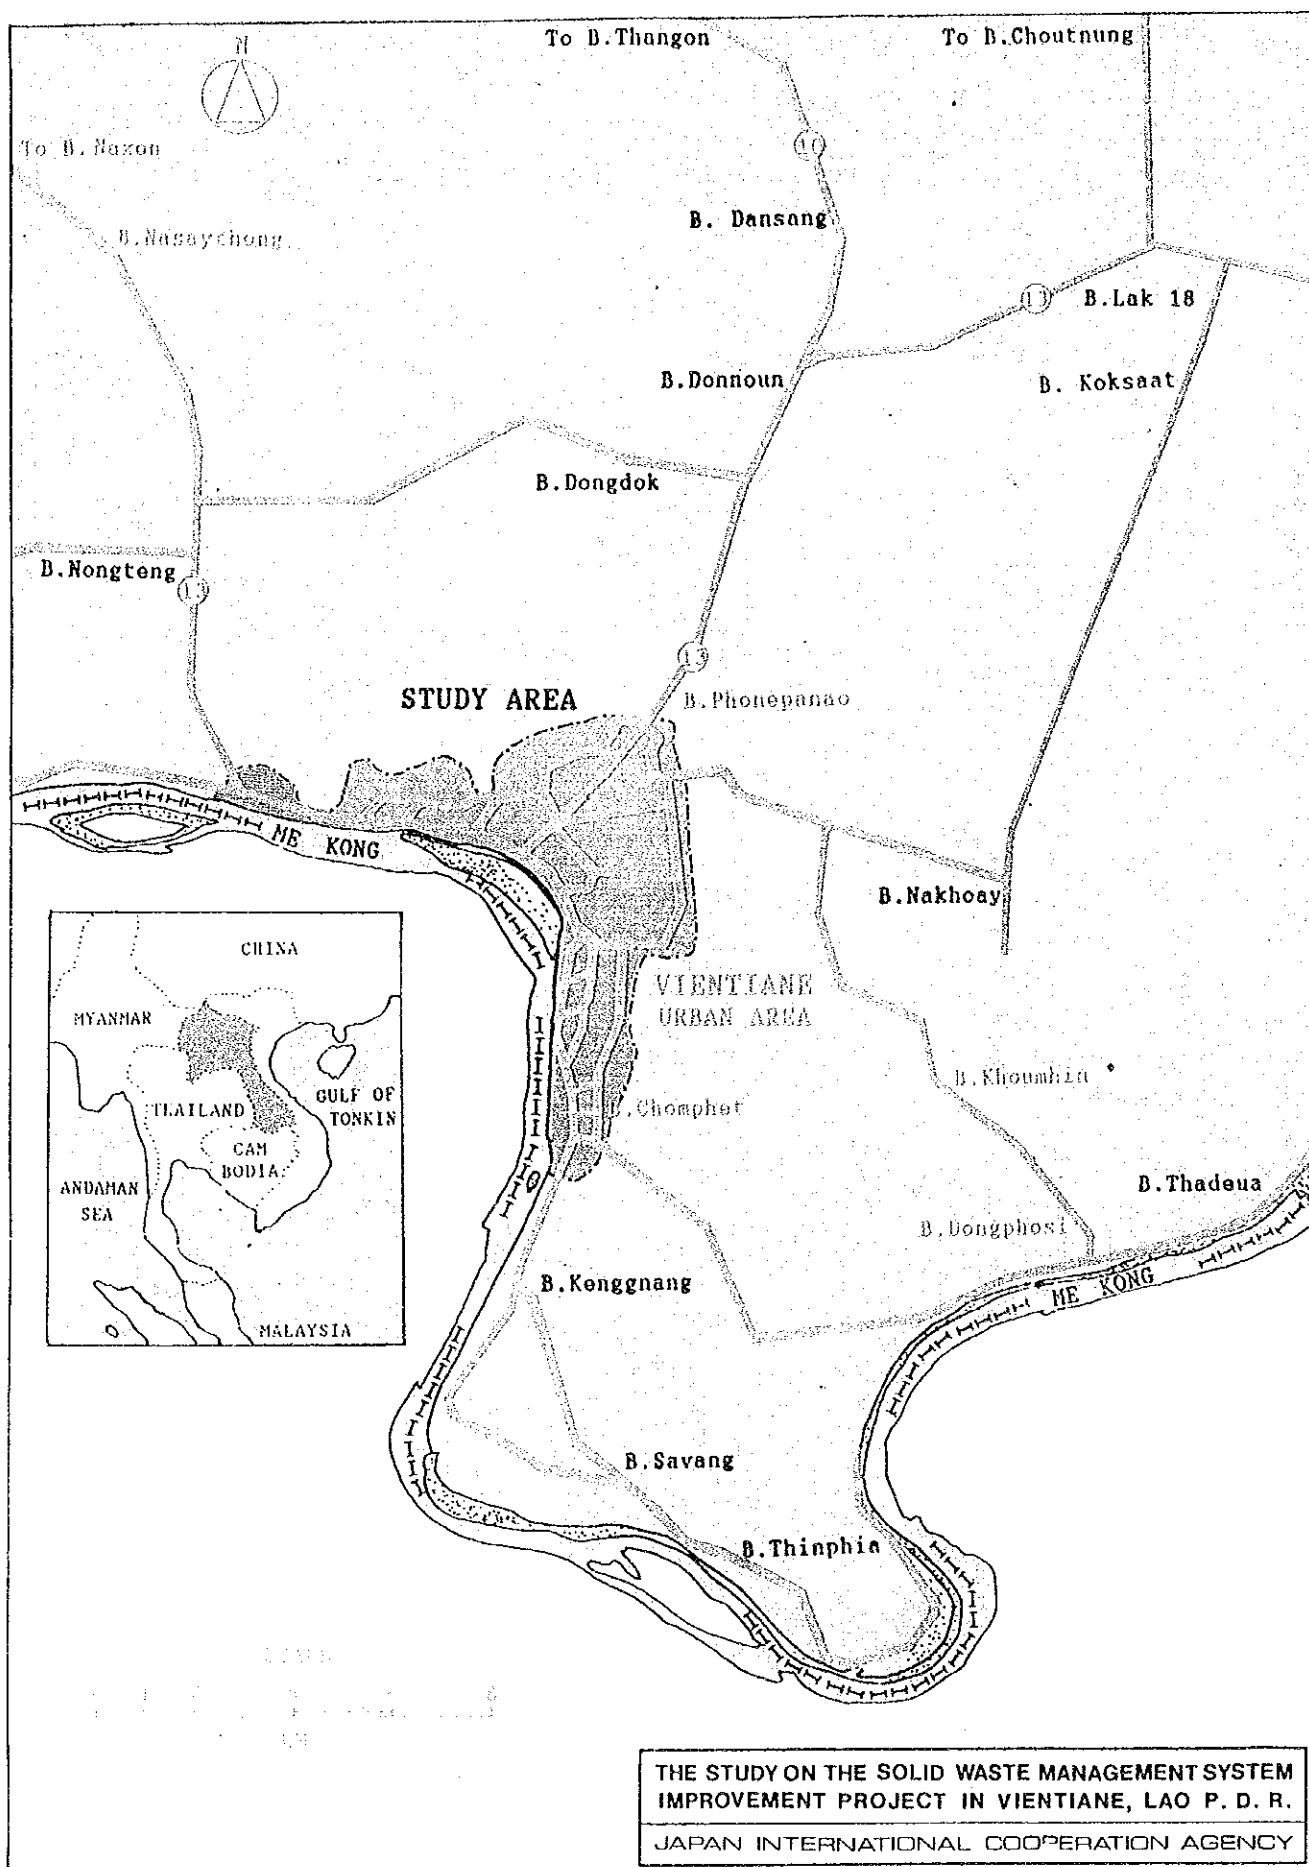 To B.Thangon
To B.Choutnung
N
To B. Naxon
10
B. Dansang
B.Nasaychong
13
B.Lak 18
B.Donnoun
B. Koksaat
B.Dongdok
B.Nongteng
13
13
STUDY AREA
B.Phonepanao
ME KONG
B.Nakhoay
CHINA
VIENTIANE
URBAN AREA
MYANMAR
B.Khoumhin
GULF OF
TONKIN
THAILAND
B.Chomphet
CAM
BODIA
ANDAMAN
SEA
B.Thadeua
B.Dongphosi
B.Kenggnang
ME KONG
MALAYSIA
B.Savang
B.Thinphia
THE STUDY ON THE SOLID WASTE MANAGEMENT SYSTEM
IMPROVEMENT PROJECT IN VIENTIANE, LAO P. D. R.
JAPAN INTERNATIONAL COOPERATION AGENCY